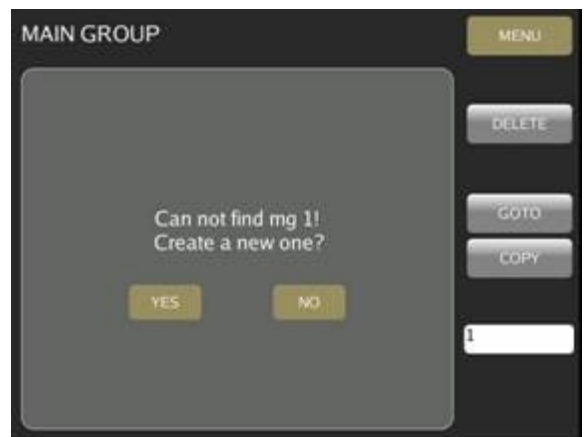 MAIN GROUP
MENU
DELETE
Can not find mg 1!
Create a new one?
YES NO
GOTO
COPY
1